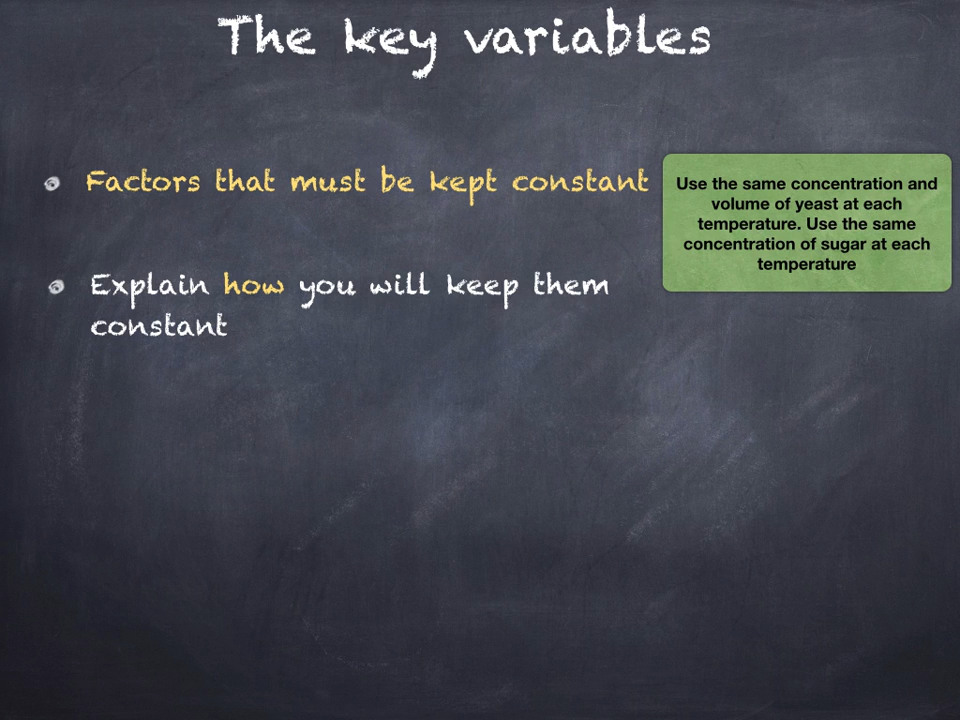 The key variables
Factors that must be kept constant
Use the same concentration and
volume of yeast at each
temperature. Use the same
concentration of sugar at each
temperature
Explain how you will keep them
constant